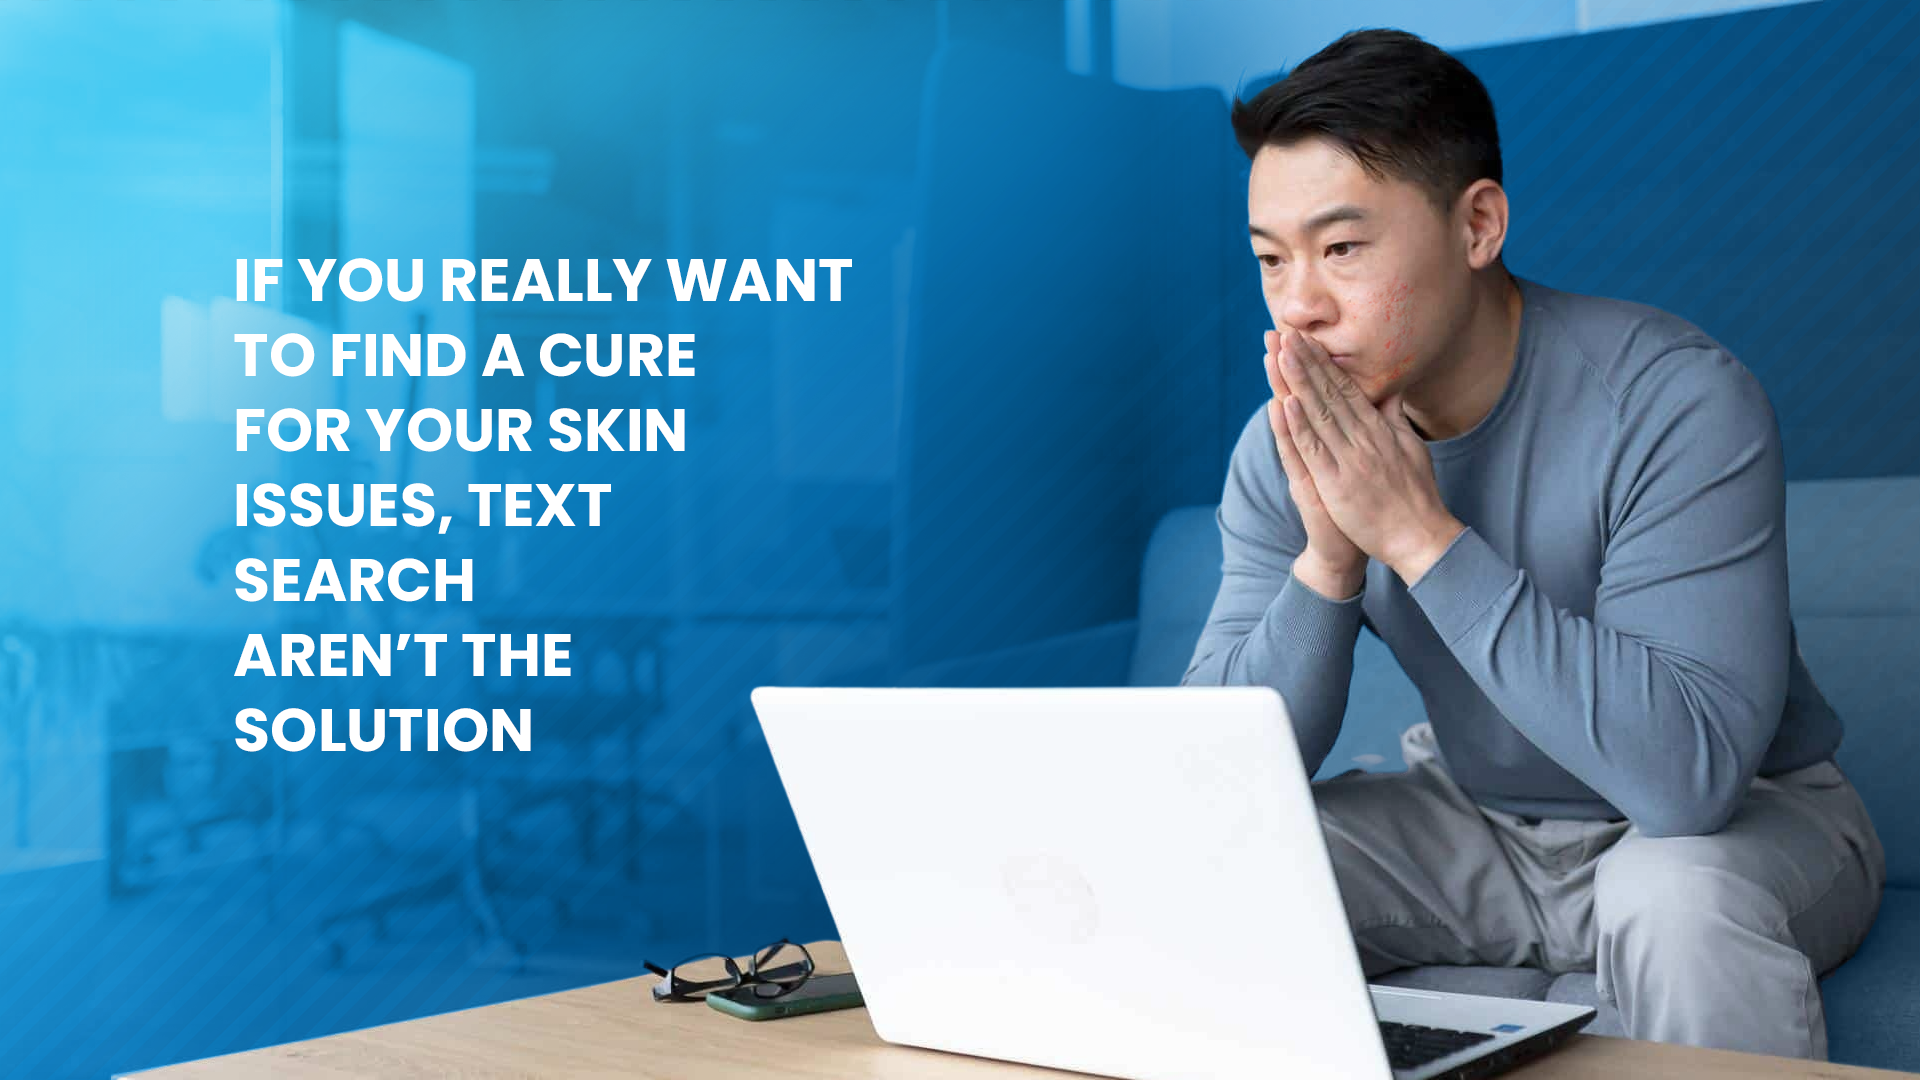 IF YOU REALLY WANT
TO FIND A CURE
FOR YOUR SKIN
ISSUES, TEXT
SEARCH
AREN’T THE
SOLUTION